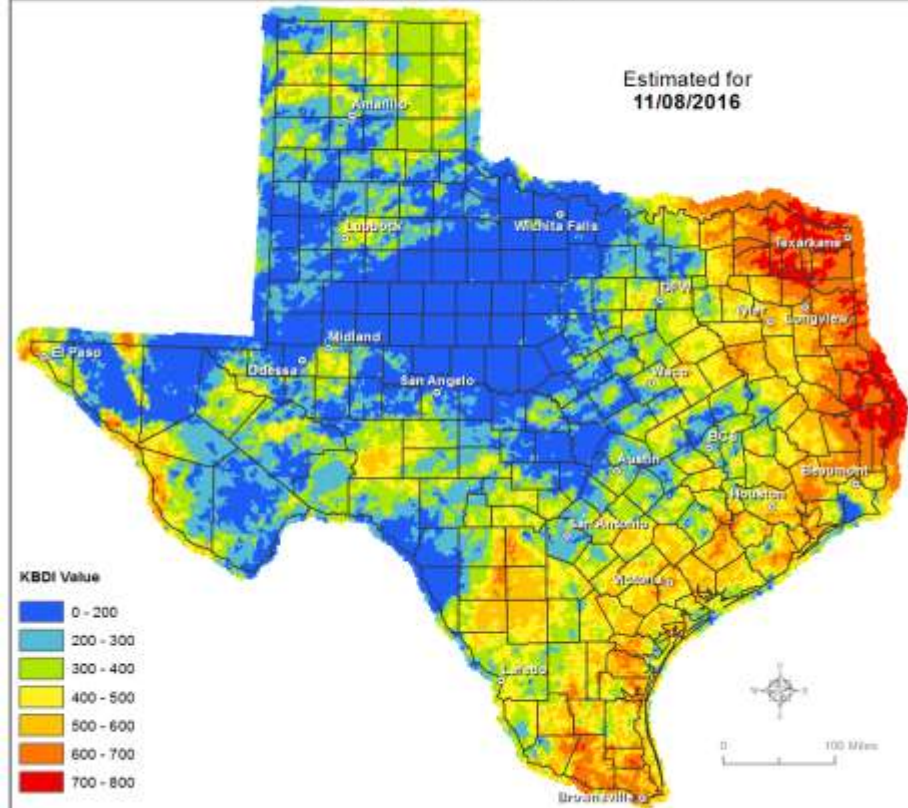 Estimated for
11/08/2016
Amarillo
Lubbock
Wichita Falls
Texarkana
DFW
Tyler
Longview
El Paso
Midland
Odessa
San Angelo
Waco
BCS
Austin
Beaumont
Houston
San Antonio
Victoria
Laredo
Brownsville
KBDI Value
0 - 200
200 - 300
300 - 400
400 - 500
500 - 600
600 - 700
700 - 800
0 100 Miles